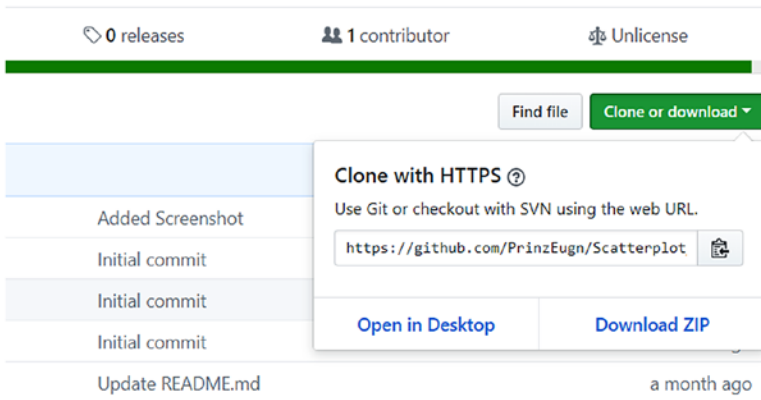 0 releases
1 contributor
Unlicense
Find file
Clone or download
Clone with HTTPS
Use Git or checkout with SVN using the web URL.
https://github.com/PrinzEugn/Scatterplot
Open in Desktop
Download ZIP
Added Screenshot
Initial commit
Initial commit
Initial commit
Update README.md
a month ago